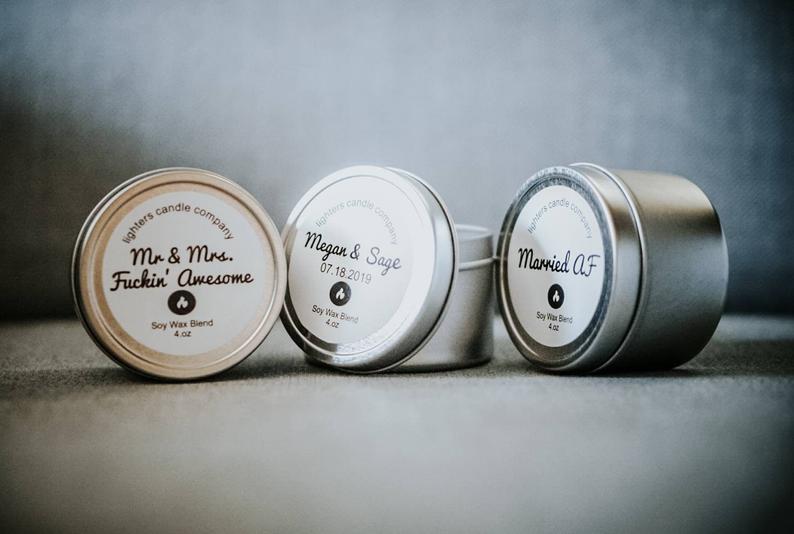 lighters candle company
Mr & Mrs.
Fuckin' Awesome
Soy Wax Blend
4.oz
lighters candle company
Megan & Sage
07.18.2019
Soy Wax Blend
4.oz
lighters candle company
Married AF
Soy Wax Blend
4.oz